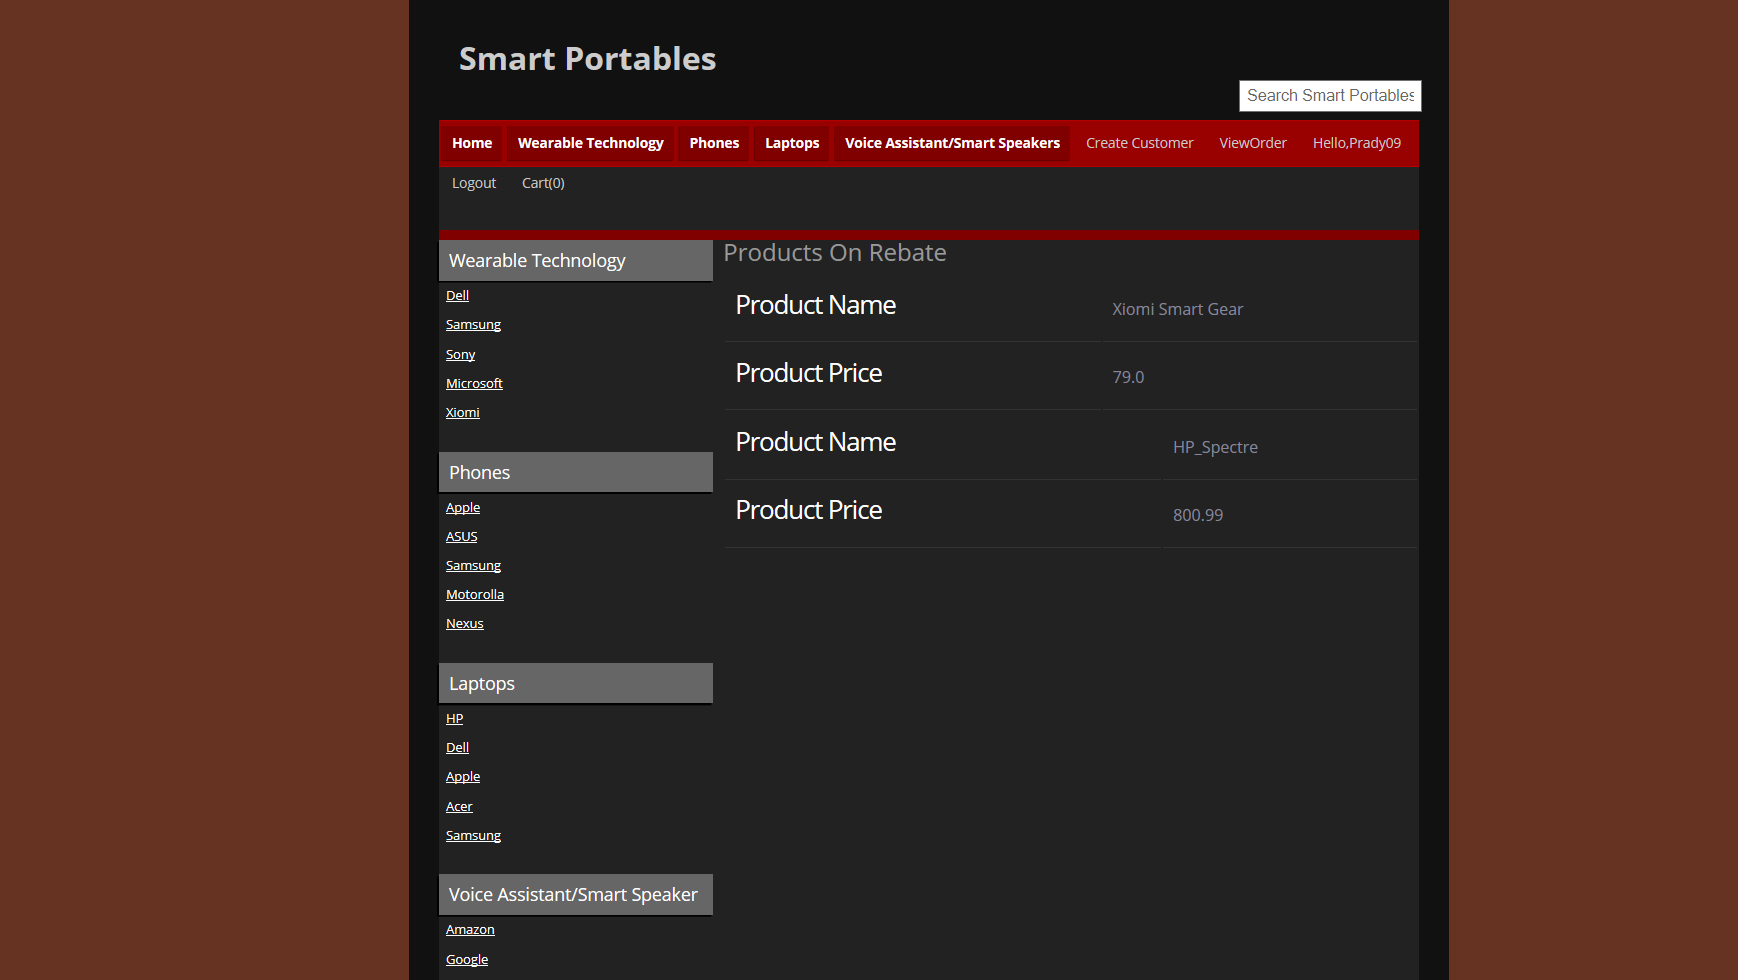 Smart Portables
Search Smart Portables
Home Wearable Technology Phones Laptops Voice Assistant/Smart Speakers Create Customer ViewOrder Hello,Prady09
Logout Cart(0)
Wearable Technology
Dell
Samsung
Sony
Microsoft
Xiomi
Phones
Apple
ASUS
Samsung
Motorolla
Nexus
Laptops
HP
Dell
Apple
Acer
Samsung
Voice Assistant/Smart Speaker
Amazon
Google
Products On Rebate
Product Name Xiomi Smart Gear
Product Price 79.0
Product Name HP_Spectre
Product Price 800.99